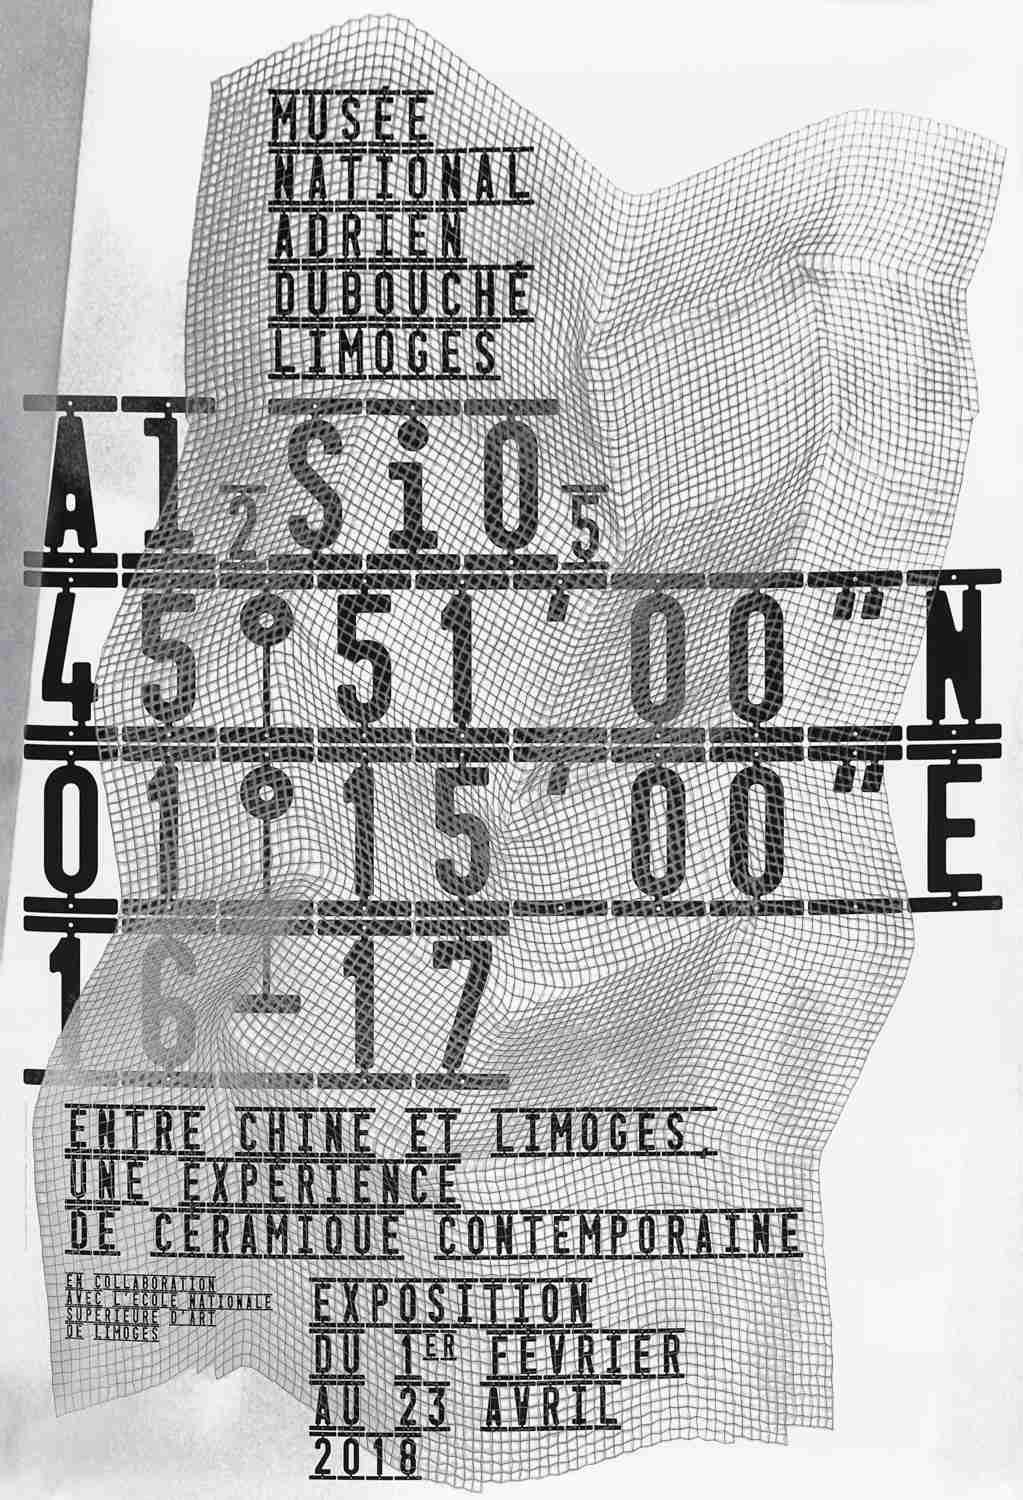 MUSÉE
NATIONAL
ADRIEN
DUBOUCHÉ
LIMOGES
Al₂SiO₅
45°51'00"N
01°15'00"E
16-17
ENTRE CHINE ET LIMOGES,
UNE EXPÉRIENCE
DE CÉRAMIQUE CONTEMPORAINE
EN COLLABORATION
AVEC L'ÉCOLE NATIONALE
SUPÉRIEURE D'ART
DE LIMOGES
EXPOSITION
DU 1ER FÉVRIER
AU 23 AVRIL
2018